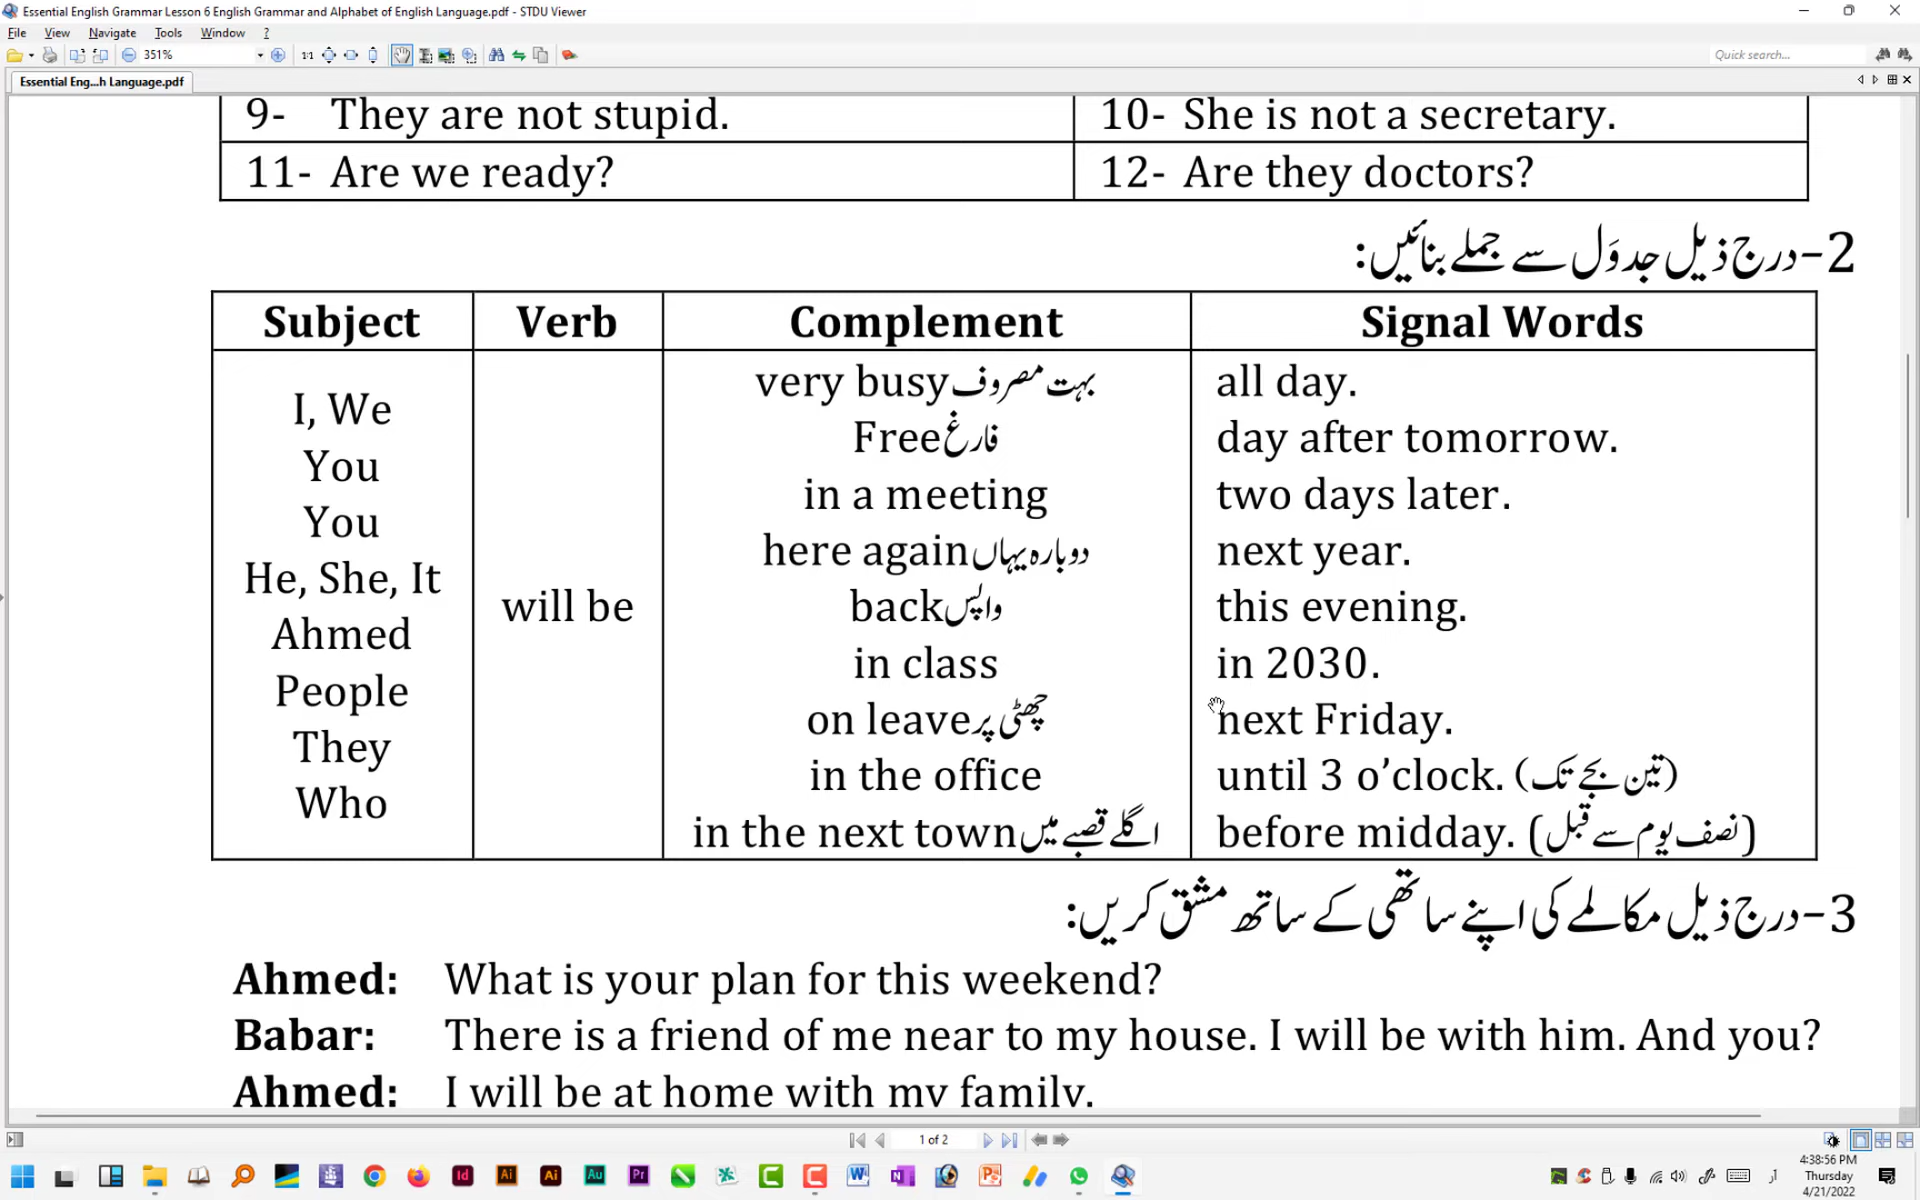 Essential English Grammar Lesson 6 English Grammar and Alphabet of English Language.pdf - STDU Viewer
File View Navigate Tools Window ?
351%
1:1
Quick search...
Essential Eng...h Language.pdf
9- They are not stupid.
10- She is not a secretary.
11- Are we ready?
12- Are they doctors?
2-درج ذیل جدوَل سے جملے بنائیں:
Subject Verb Complement Signal Words
I, We
You
You
He, She, It
Ahmed
People
They
Who
will be
very busy بہت مصروف
Free فارغ
in a meeting
here again دوبارہ یہاں
back واپس
in class
on leave چھٹی پر
in the office
in the next town اگلے قصبے میں
all day.
day after tomorrow.
two days later.
next year.
this evening.
in 2030.
next Friday.
until 3 o’clock. (تین بجے تک)
before midday. (نصف یوم سے قبل)
3-درج ذیل مکالمے کی اپنے ساتھی کے ساتھ مشق کریں:
Ahmed: What is your plan for this weekend?
Babar: There is a friend of me near to my house. I will be with him. And you?
Ahmed: I will be at home with my family.
1 of 2
4:38:56 PM
Thursday
4/21/2022